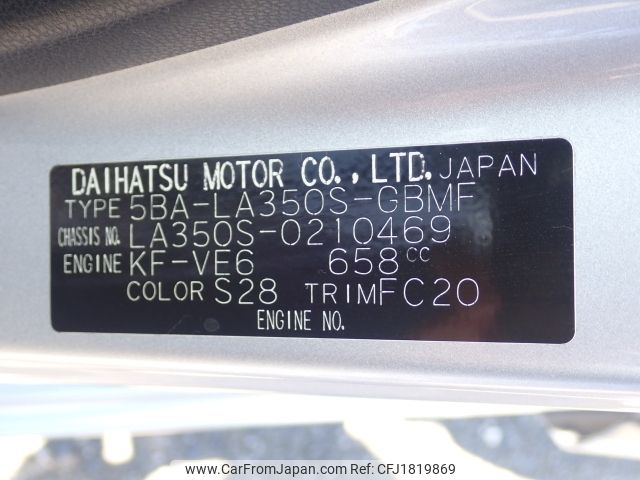 DAIHATSU MOTOR CO., LTD. JAPAN
TYPE 5BA-LA350S-GBMF
CHASSIS NO. LA350S-0210469
ENGINE KF-VE6 658cc
COLOR S28 TRIM FC20
ENGINE NO.
© www.CarFromJapan.com - CFJ1819869